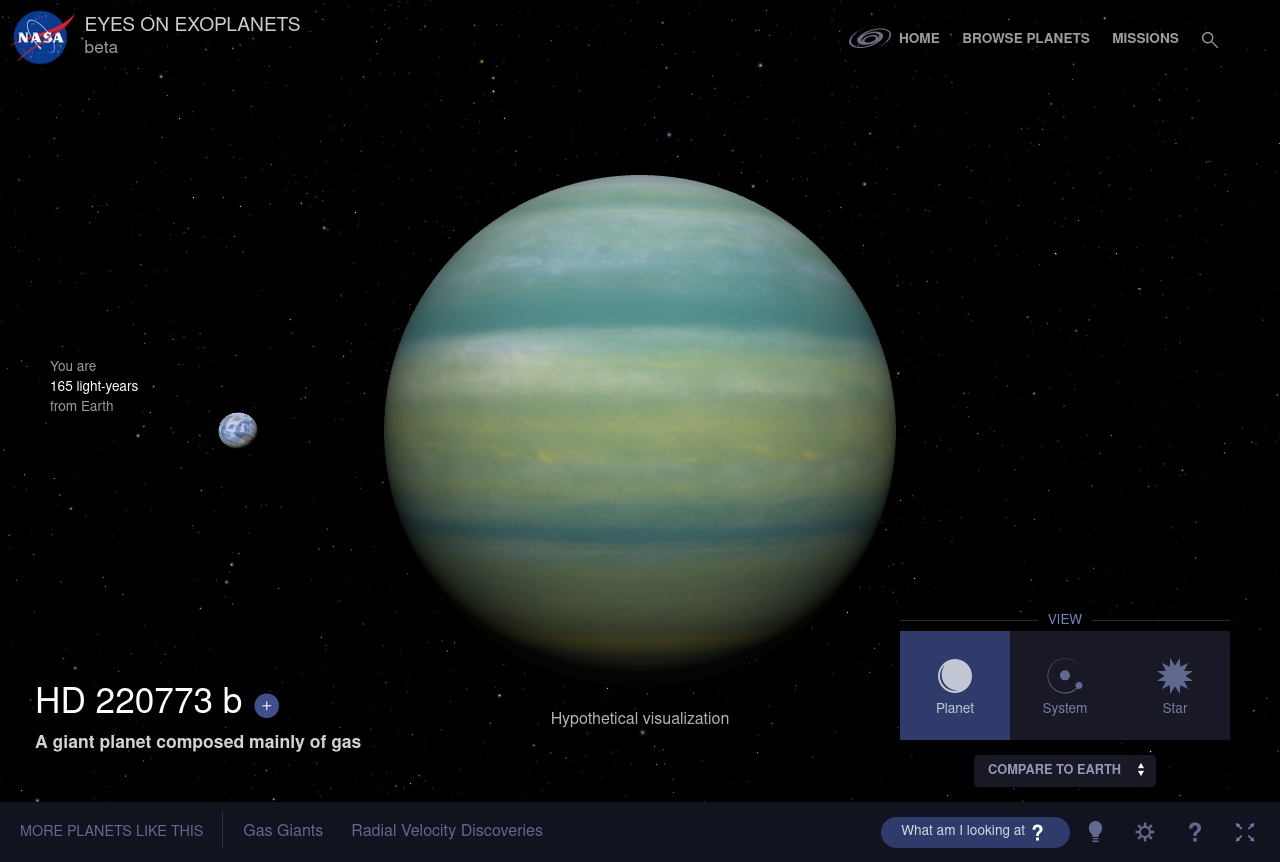 NASA
EYES ON EXOPLANETS
beta
HOME
BROWSE PLANETS
MISSIONS
You are
165 light-years
from Earth
VIEW
Planet
System
Star
HD 220773 b +
A giant planet composed mainly of gas
Hypothetical visualization
COMPARE TO EARTH
MORE PLANETS LIKE THIS
Gas Giants
Radial Velocity Discoveries
What am I looking at ?
?